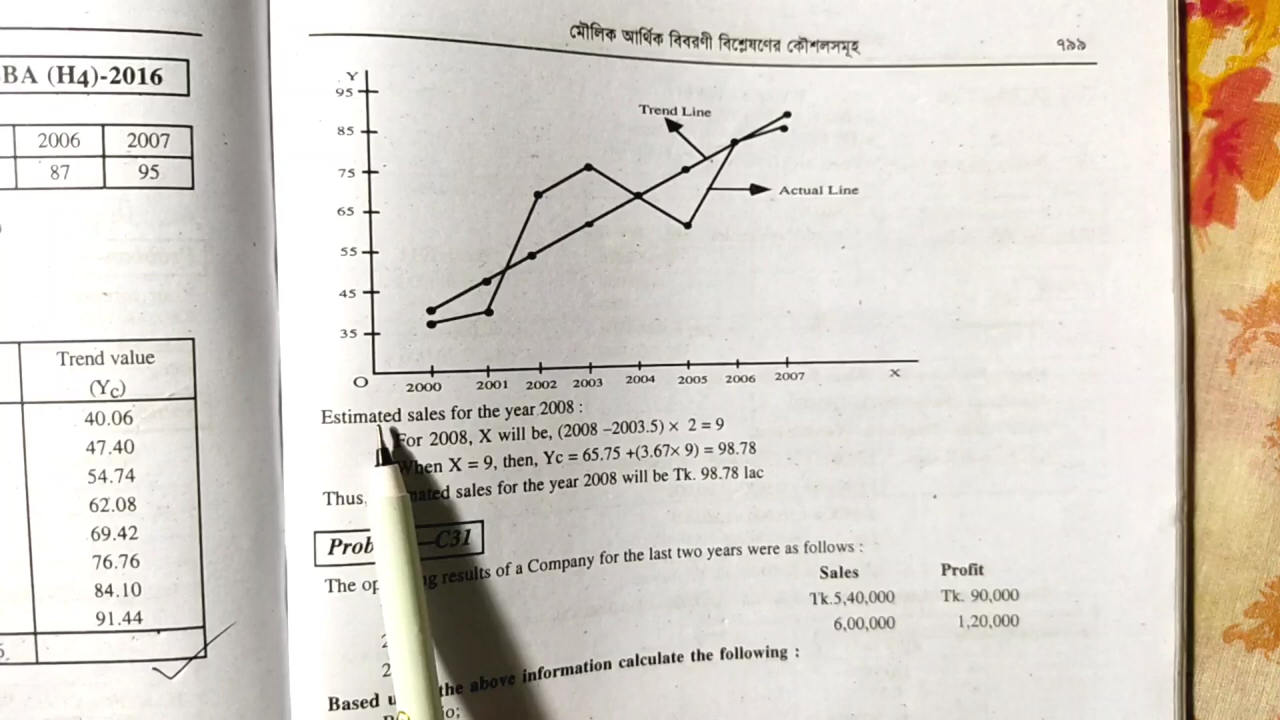 BA (H4)-2016
2006 2007
87 95
Trend value
(Yc)
40.06
47.40
54.74
62.08
69.42
76.76
84.10
91.44
মৌলিক আর্থিক বিবরণী বিশ্লেষণের কৌশলসমূহ ৭৯৯
Y
95
85
75
65
55
45
35
Trend Line
Actual Line
O 2000 2001 2002 2003 2004 2005 2006 2007 X
Estimated sales for the year 2008 :
For 2008, X will be, (2008 –2003.5) × 2 = 9
When X = 9, then, Yc = 65.75 +(3.67× 9) = 98.78
Thus, sales for the year 2008 will be Tk. 98.78 lac
C31
The results of a Company for the last two years were as follows :
Sales Profit
Tk.5,40,000 Tk. 90,000
6,00,000 1,20,000
Based the above information calculate the following :